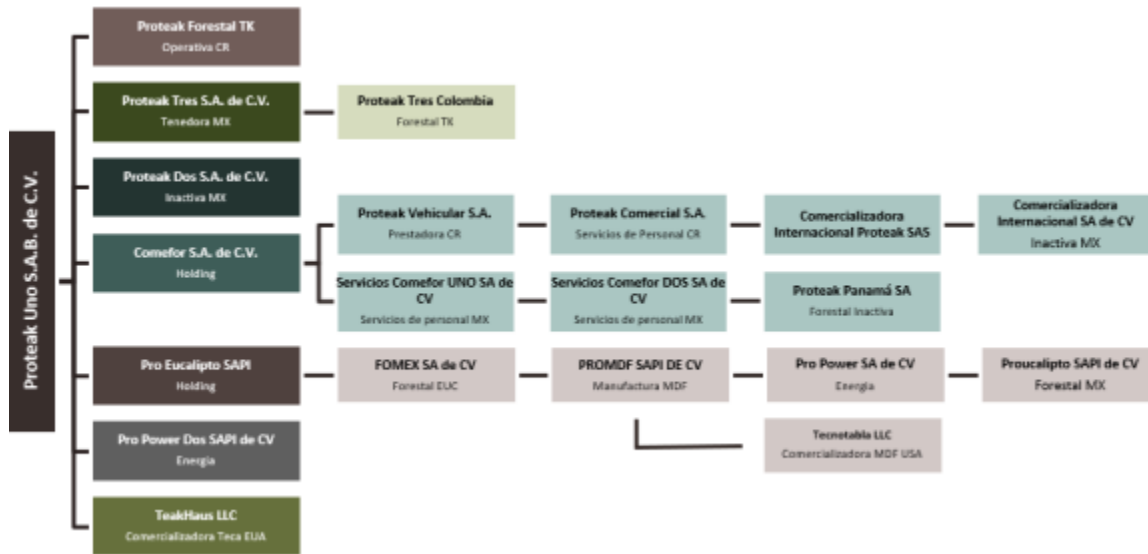 Proteak Uno S.A.B. de C.V.
Proteak Forestal TK
Operativa CR
Proteak Tres S.A. de C.V.
Tenedora MX
Proteak Tres Colombia
Forestal TK
Proteak Dos S.A. de C.V.
Inactiva MX
Comefor S.A. de C.V.
Holding
Proteak Vehicular S.A.
Prestadora CR
Proteak Comercial S.A.
Servicios de Personal CR
Comercializadora
Internacional Proteak SAS
Comercializadora
Internacional SA de CV
Inactiva MX
Servicios Comefor UNO SA de
CV
Servicios de personal MX
Servicios Comefor DOS SA de
CV
Servicios de personal MX
Proteak Panamá SA
Forestal Inactiva
Pro Eucalipto SAPI
Holding
FOMEX SA de CV
Forestal EUC
PROMDF SAPI DE CV
Manufactura MDF
Pro Power SA de CV
Energia
Proucalipto SAPI de CV
Forestal MX
Tecnotabla LLC
Comercializadora MDF USA
Pro Power Dos SAPI de CV
Energia
TeakHaus LLC
Comercializadora Teca EUA